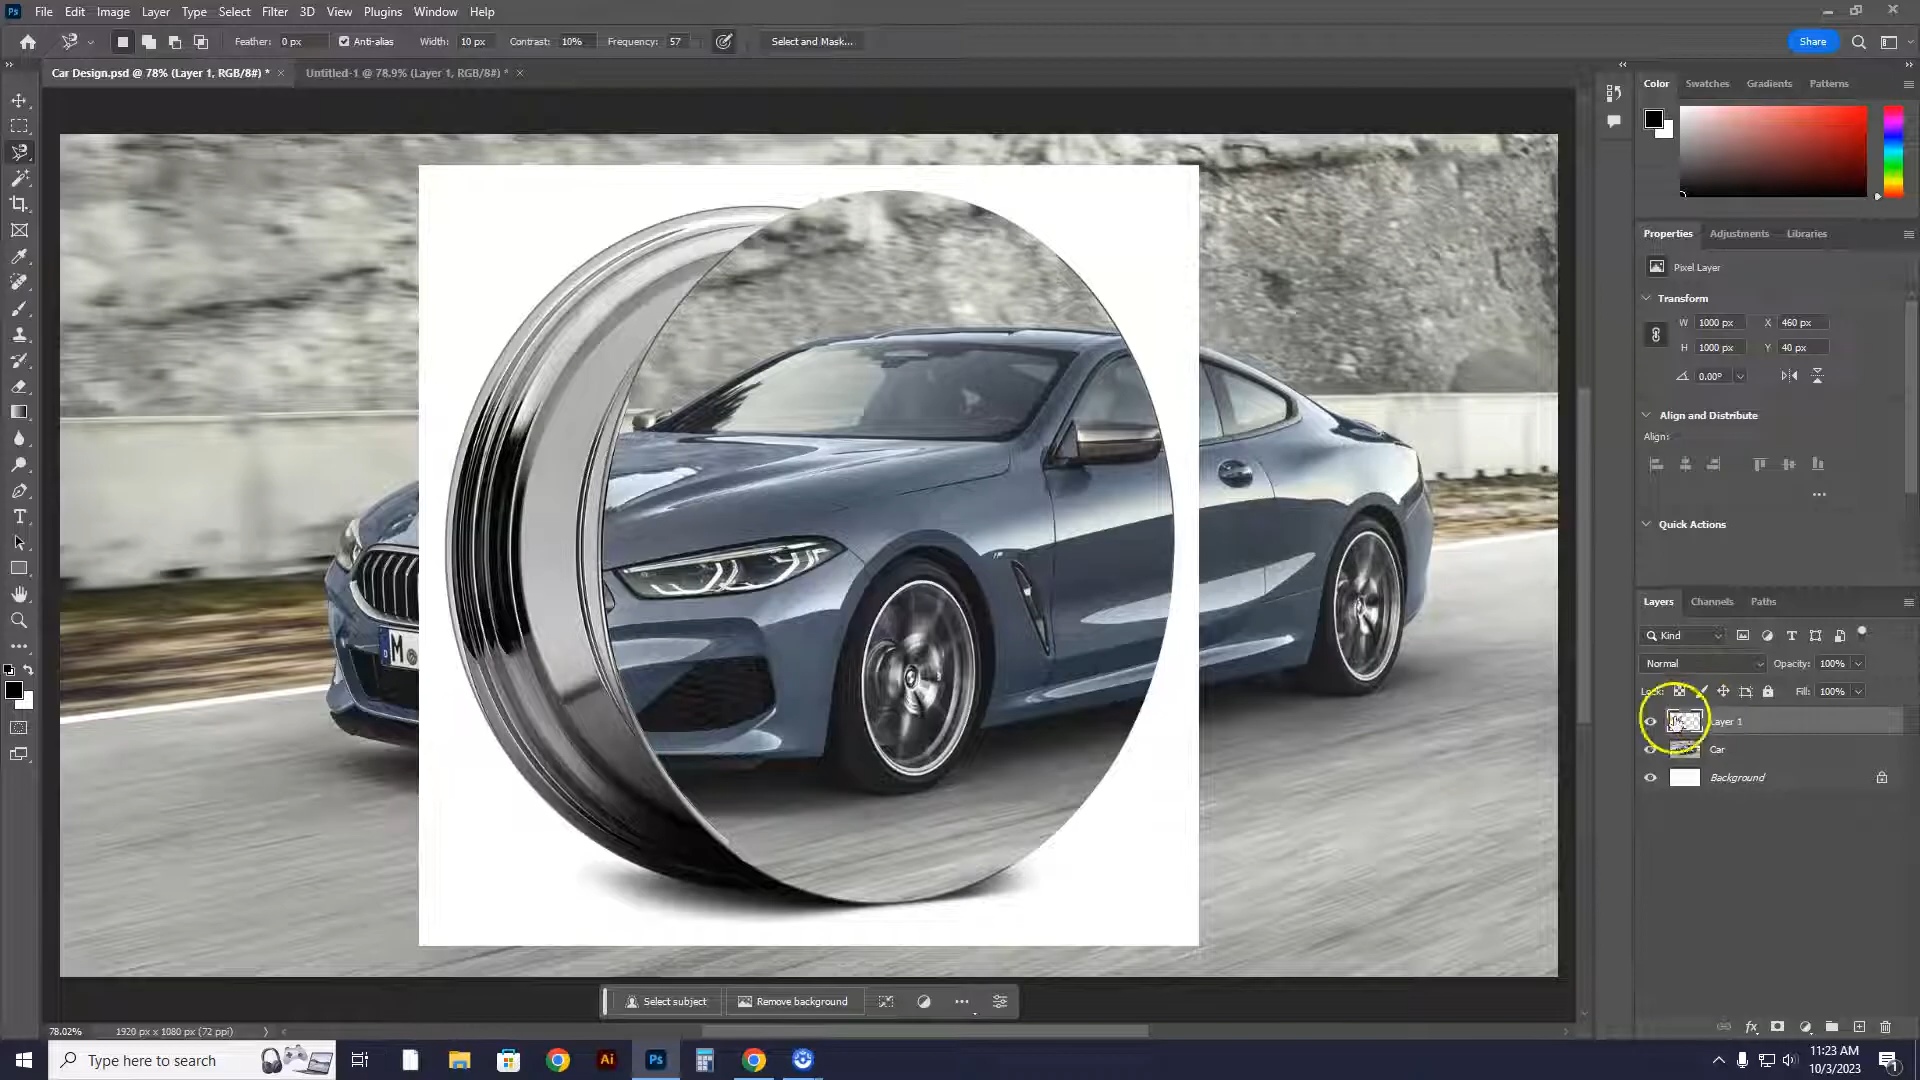 Ps File Edit Image Layer Type Select Filter 3D View Plugins Window Help
Feather: 0 px Anti-alias Width: 10 px Contrast: 10% Frequency: 57 Select and Mask... Share
Car Design.psd @ 78% (Layer 1, RGB/8#) * Untitled-1 @ 78.9% (Layer 1, RGB/8#) *
Color Swatches Gradients Patterns
Properties Adjustments Libraries
Pixel Layer
Transform
W 1000 px X 460 px
H 1000 px Y 40 px
0.00°
Align and Distribute
Align:
Quick Actions
M
Layers Channels Paths
Kind
Normal Opacity: 100%
Lock: Fill: 100%
Layer 1
Car
Background
Select subject Remove background
78.02% 1920 px x 1080 px (72 ppi)
Type here to search Ai Ps 11:23 AM
10/3/2023 1